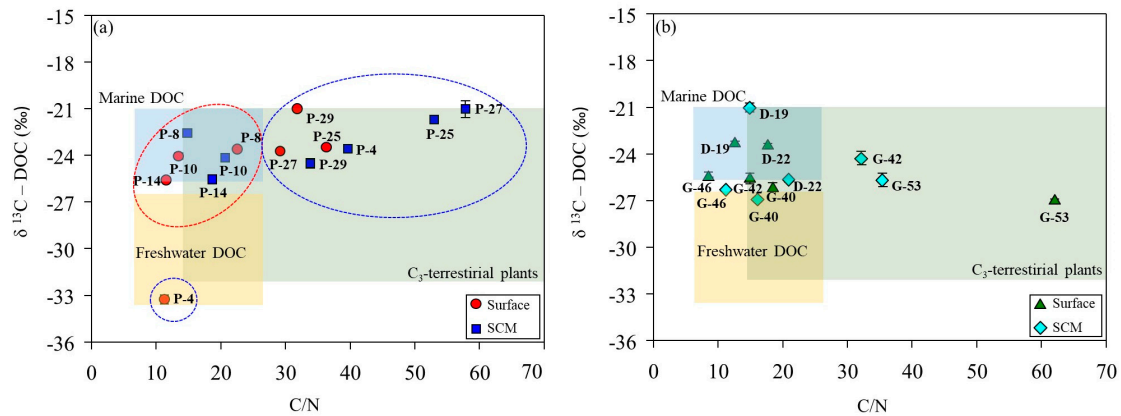 (a)
δ ¹³C – DOC (‰)
-15
-18
-21
-24
-27
-30
-33
-36
0
10
20
30
40
50
60
70
C/N
Marine DOC
Freshwater DOC
C₃-terrestirial plants
P-8
P-8
P-10
P-10
P-14
P-14
P-29
P-25
P-27
P-29
P-4
P-25
P-27
P-4
Surface
SCM
(b)
δ ¹³C – DOC (‰)
-15
-18
-21
-24
-27
-30
-33
-36
0
10
20
30
40
50
60
70
C/N
Marine DOC
Freshwater DOC
C₃-terrestirial plants
D-19
D-19
D-22
G-42
G-46
G-42
D-22
G-53
G-46
G-40
G-40
G-53
Surface
SCM